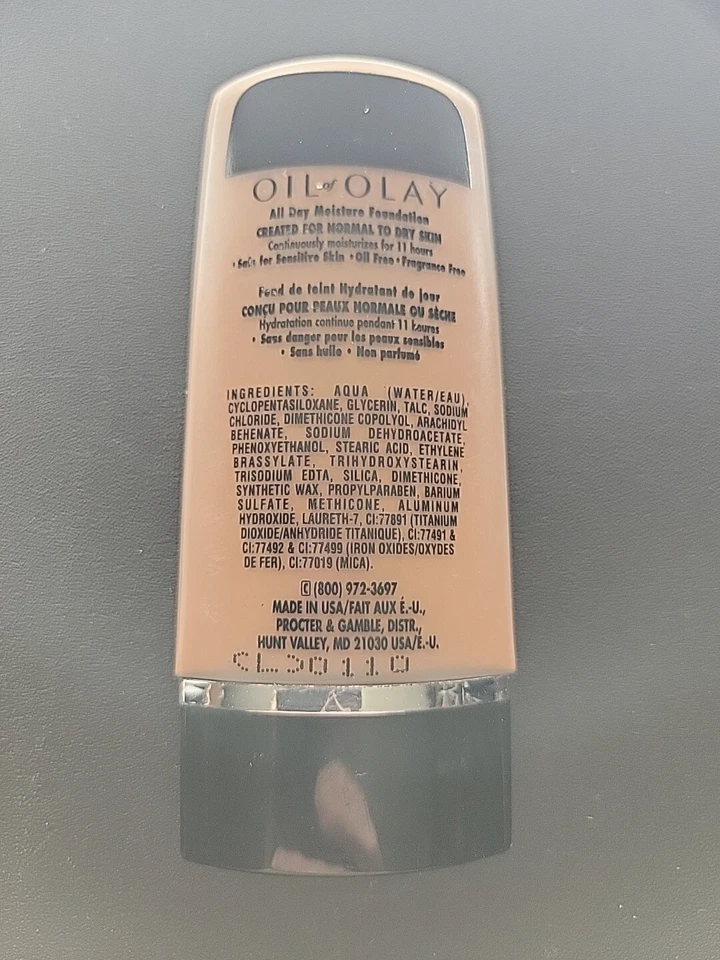 OIL of OLAY
All Day Moisture Foundation
CREATED FOR NORMAL TO DRY SKIN
Continuously moisturizes for 11 hours
• Safe for Sensitive Skin • Oil Free • Fragrance Free
Fond de teint Hydratant de jour
CONÇU POUR PEAUX NORMALE OU SÈCHE
Hydratation continue pendant 11 heures
• Sans danger pour les peaux sensibles
• Sans huile • Non parfumé
INGREDIENTS: AQUA (WATER/EAU),
CYCLOPENTASILOXANE, GLYCERIN, TALC, SODIUM
CHLORIDE, DIMETHICONE COPOLYOL, ARACHIDYL
BEHENATE, SODIUM DEHYDROACETATE,
PHENOXYETHANOL, STEARIC ACID, ETHYLENE
BRASSYLATE, TRIHYDROXYSTEARIN,
TRISODIUM EDTA, SILICA, DIMETHICONE,
SYNTHETIC WAX, PROPYLPARABEN, BARIUM
SULFATE, METHICONE, ALUMINUM
HYDROXIDE, LAURETH-7, CI:77891 (TITANIUM
DIOXIDE/ANHYDRIDE TITANIQUE), CI:77491 &
CI:77492 & CI:77499 (IRON OXIDES/OXYDES
DE FER), CI:77019 (MICA).
(800) 972-3697
MADE IN USA/FAIT AUX É.-U.,
PROCTER & GAMBLE, DISTR.,
HUNT VALLEY, MD 21030 USA/É.-U.